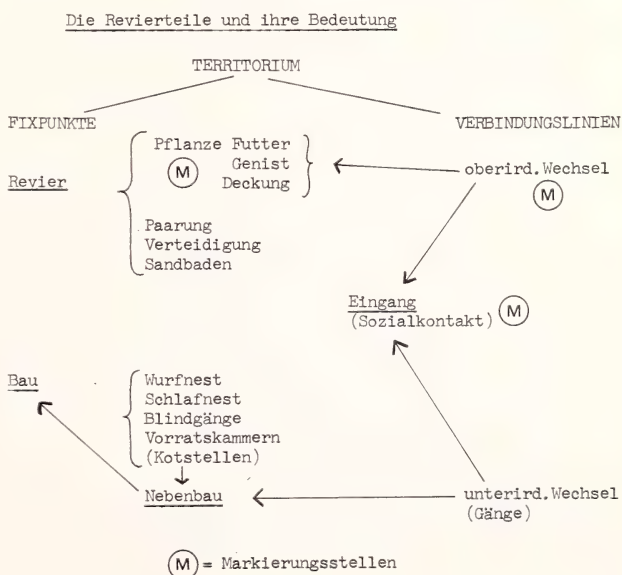 Die Revierteile und ihre Bedeutung
TERRITORIUM
FIXPUNKTE
VERBINDUNGSLINIEN
Revier
Pflanze Futter
M Genist
Deckung
Paarung
Verteidigung
Sandbaden
oberird.Wechsel
M
Eingang
(Sozialkontakt) M
Bau
Wurfnest
Schlafnest
Blindgänge
Vorratskammern
(Kotstellen)
Nebenbau
unterird.Wechsel
(Gänge)
M = Markierungsstellen